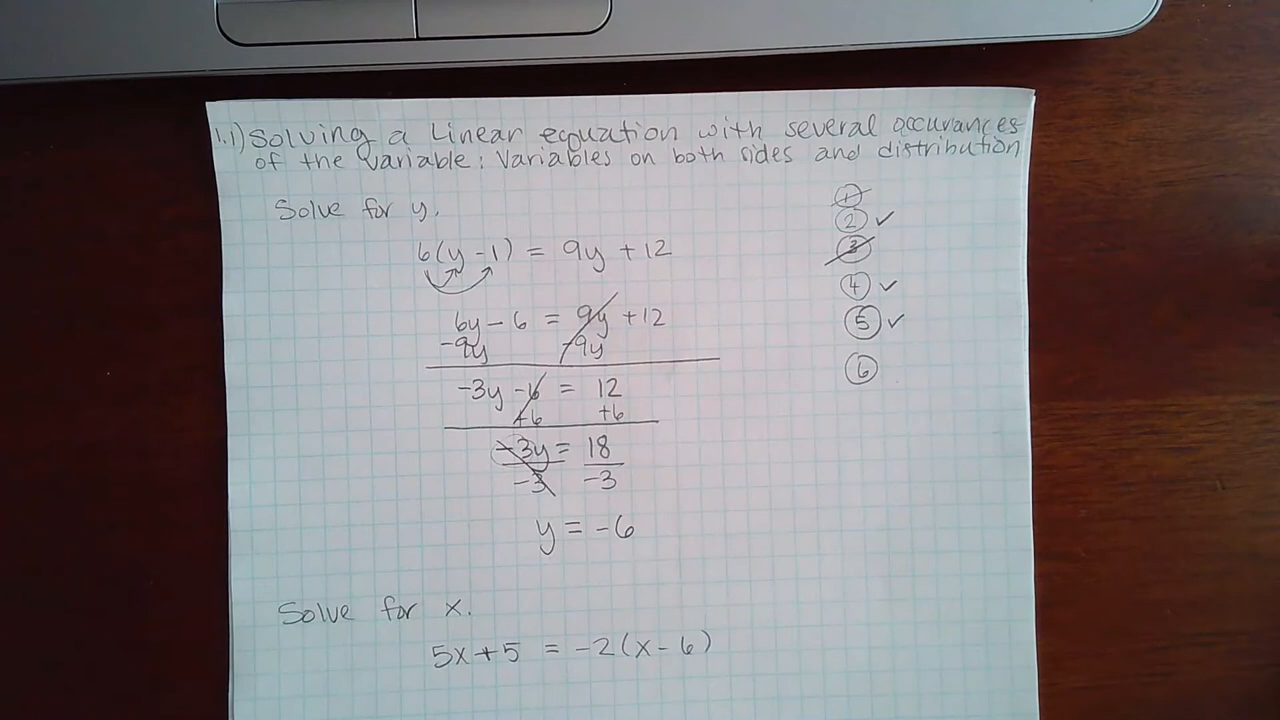 1.1) Solving a Linear equation with several occurances
of the variable: Variables on both sides and distribution
Solve for y.
6(y - 1) = 9y + 12
6y - 6 = 9y + 12
-9y -9y
-3y - 6 = 12
+6 +6
-3y = 18
-3 -3
y = -6
① 
② ✓
③
④ ✓
⑤ ✓
⑥
Solve for x.
5x + 5 = -2(x - 6)